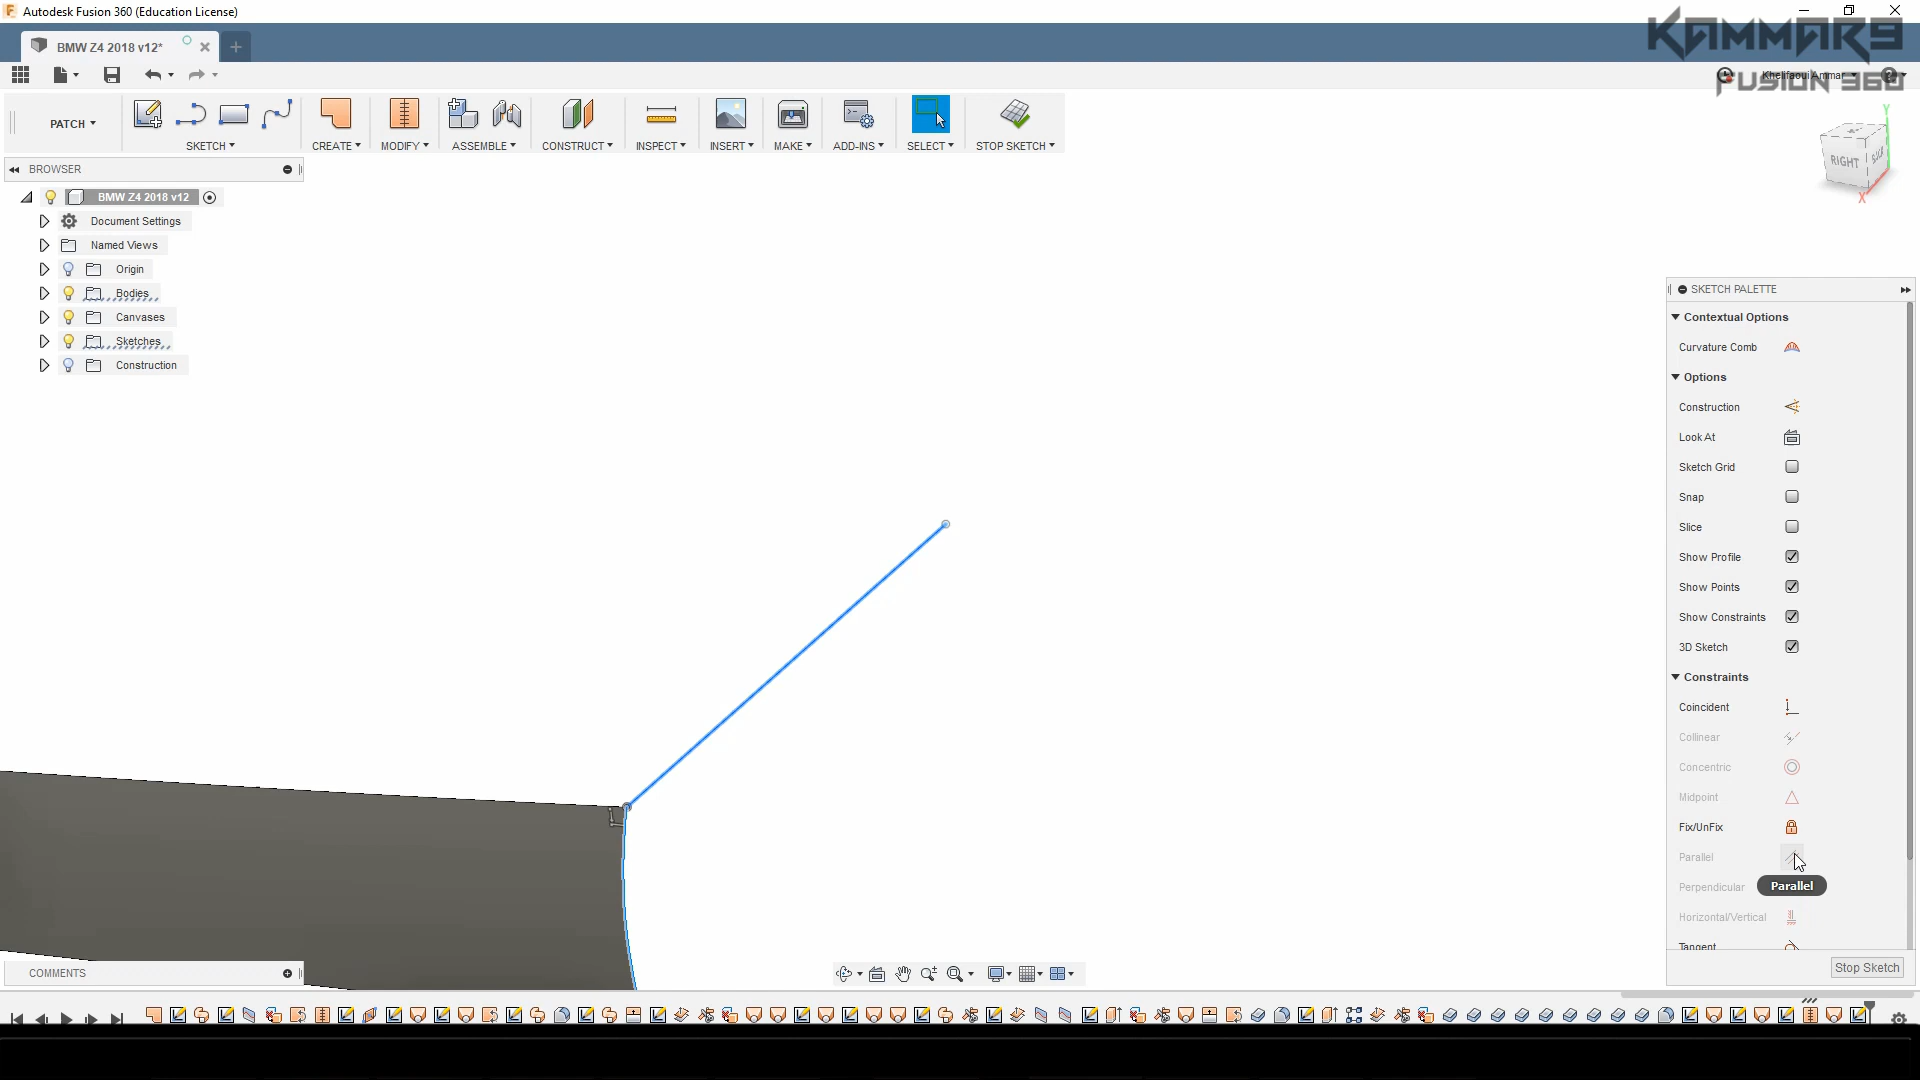 Autodesk Fusion 360 (Education License)
KAMMAR9
FUSION 360
BMW Z4 2018 v12*
Khelifaoui Ammar
PATCH
SKETCH
CREATE
MODIFY
ASSEMBLE
CONSTRUCT
INSPECT
INSERT
MAKE
ADD-INS
SELECT
STOP SKETCH
Y
RIGHT
BACK
X
BROWSER
BMW Z4 2018 v12
Document Settings
Named Views
Origin
Bodies
Canvases
Sketches
Construction
SKETCH PALETTE
Contextual Options
Curvature Comb
Options
Construction
Look At
Sketch Grid
Snap
Slice
Show Profile
Show Points
Show Constraints
3D Sketch
Constraints
Coincident
Collinear
Concentric
Midpoint
Fix/UnFix
Parallel
Parallel
Perpendicular
Horizontal/Vertical
Tangent
Stop Sketch
COMMENTS